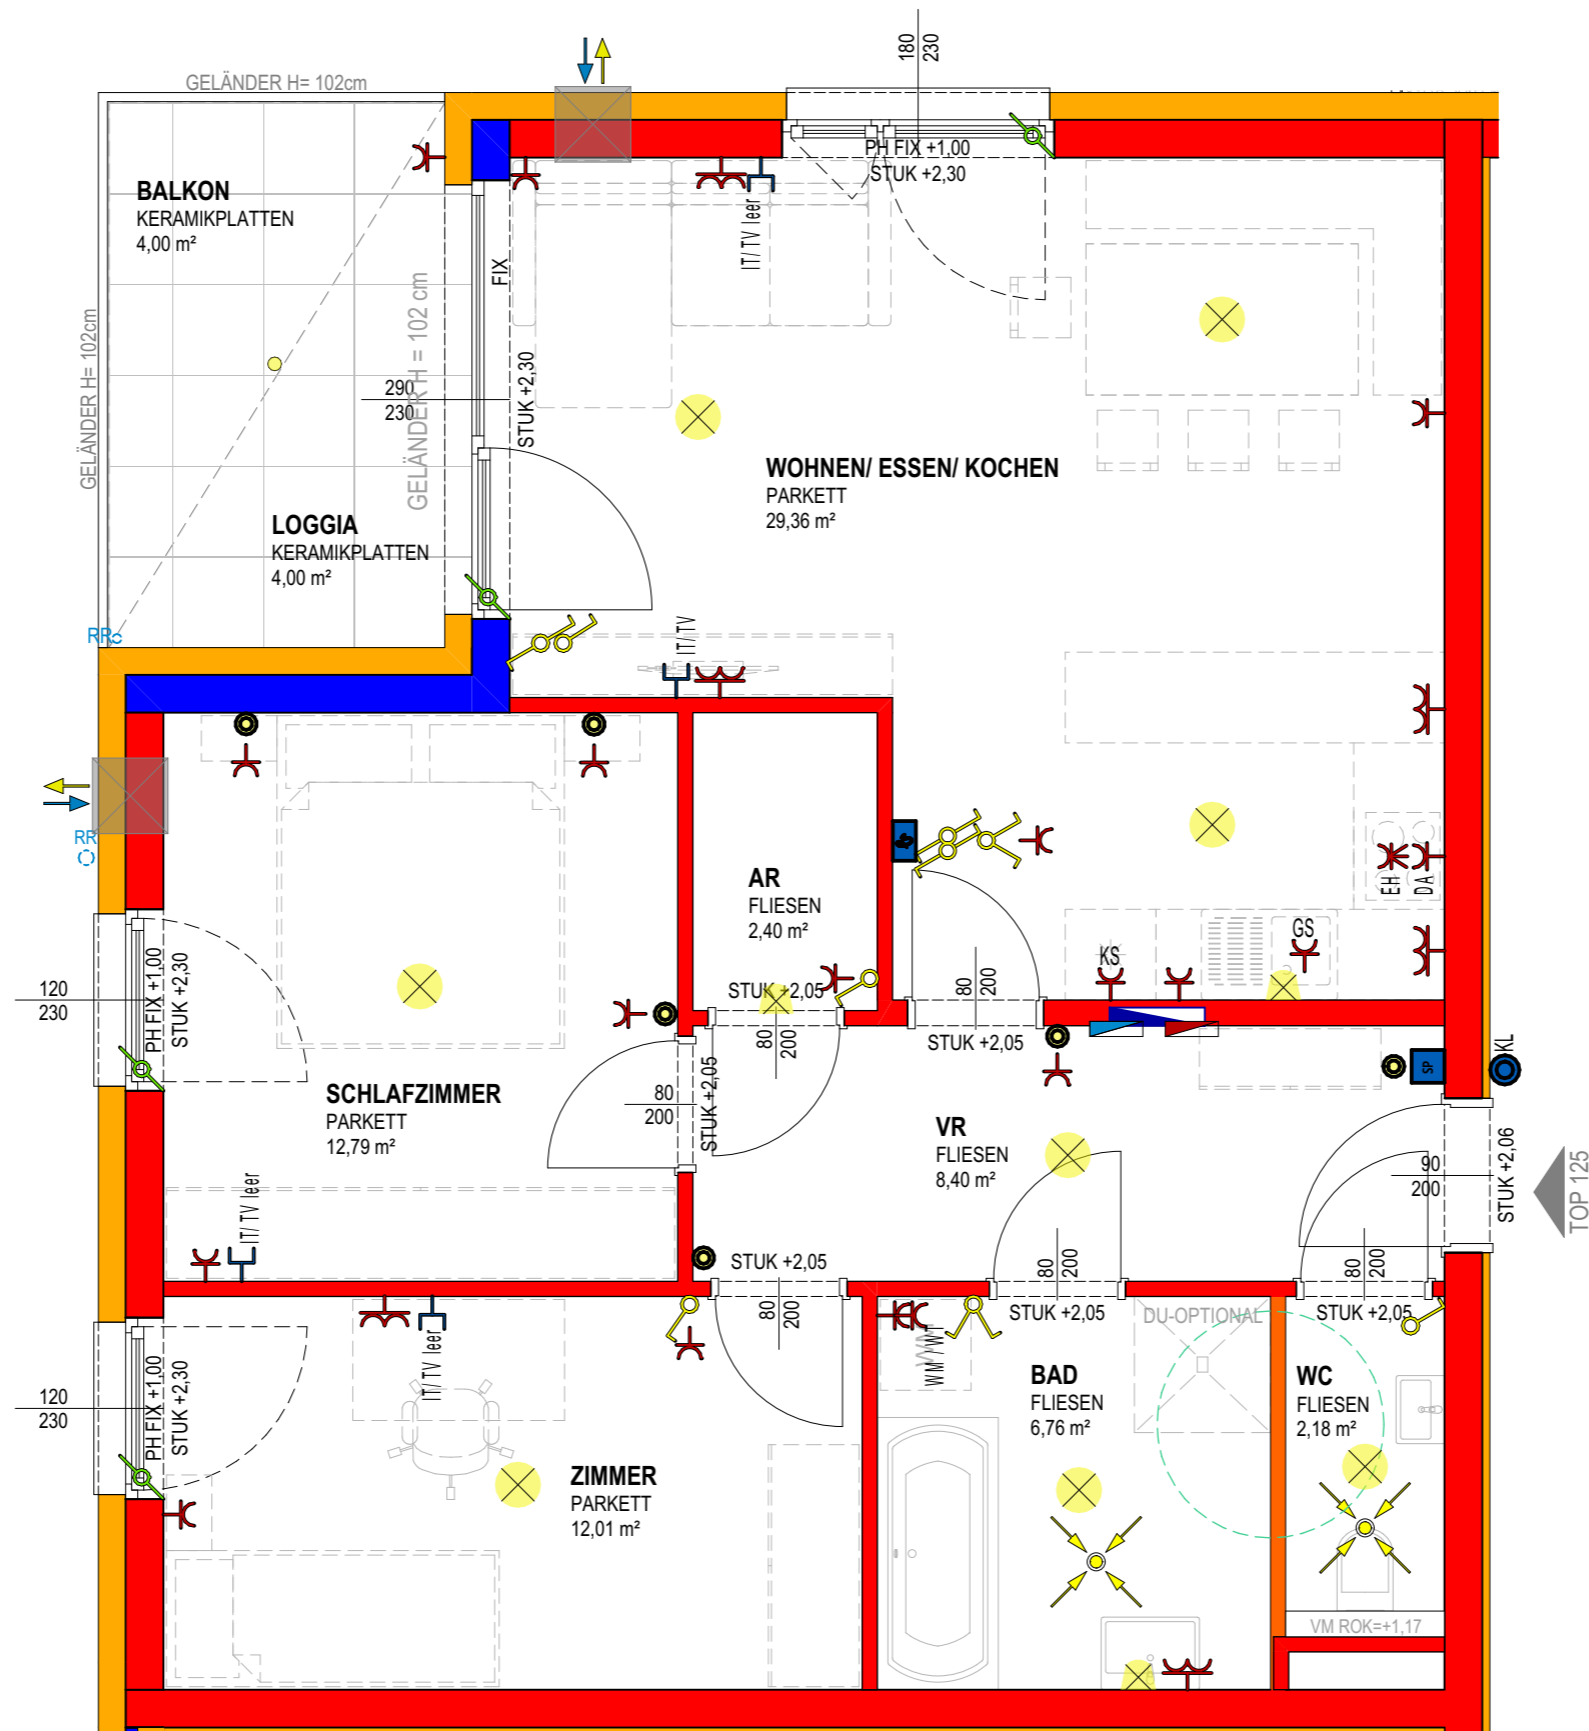 180
230
GELÄNDER H= 102cm
PH FIX +1,00
STUK +2,30
BALKON
KERAMIKPLATTEN
4,00 m²
IT/ TV leer
FIX
GELÄNDER H= 102cm
GELÄNDER H = 102 cm
290
230
STUK +2,30
WOHNEN/ ESSEN/ KOCHEN
PARKETT
29,36 m²
LOGGIA
KERAMIKPLATTEN
4,00 m²
RR
IT/ TV
RR
AR
FLIESEN
2,40 m²
EH
DA
GS
KS
STUK +2,05
80
200
80
200
STUK +2,05
120
230
PH FIX +1,00
STUK +2,30
SCHLAFZIMMER
PARKETT
12,79 m²
80
200
STUK +2,05
VR
FLIESEN
8,40 m²
SP
KL
90
200
STUK +2,06
TOP 125
IT/ TV leer
STUK +2,05
80
200
80
200
STUK +2,05
80
200
STUK +2,05
DU-OPTIONAL
IT/ TV leer
WM / WT
120
230
PH FIX +1,00
STUK +2,30
BAD
FLIESEN
6,76 m²
WC
FLIESEN
2,18 m²
ZIMMER
PARKETT
12,01 m²
VM ROK=+1,17